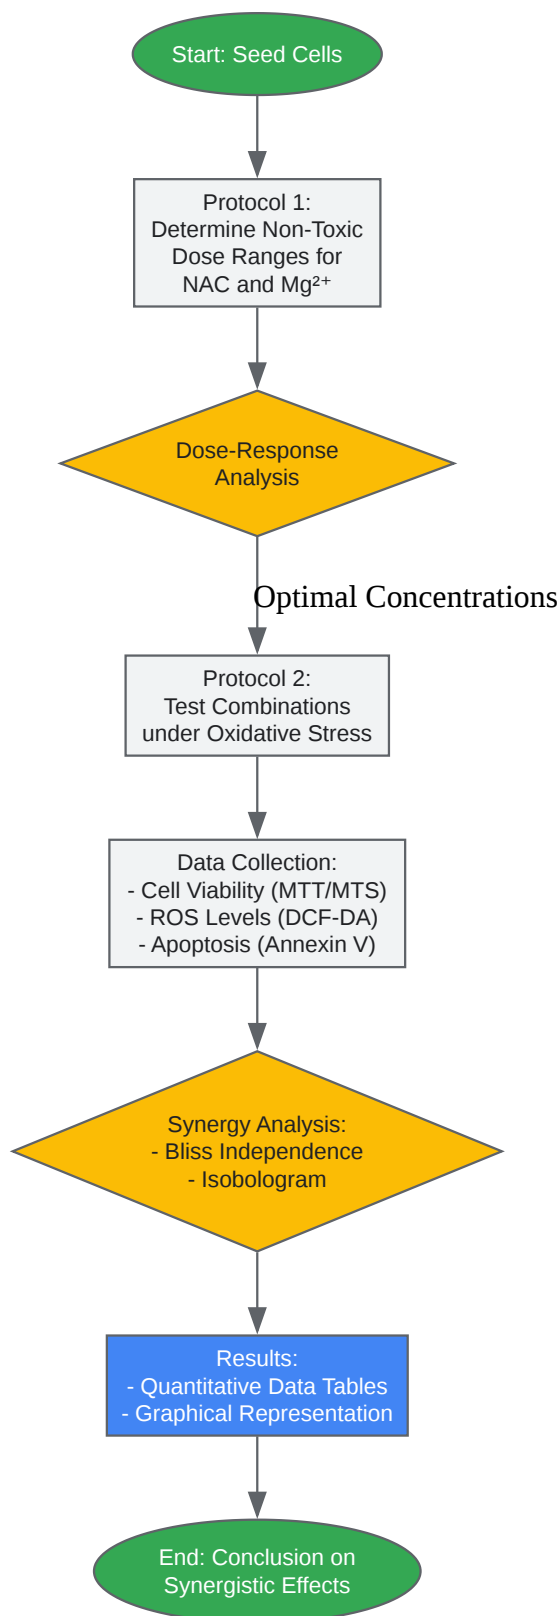 Start: Seed Cells
Protocol 1:
Determine Non-Toxic
Dose Ranges for
NAC and Mg²⁺
Dose-Response
Analysis
Optimal Concentrations
Protocol 2:
Test Combinations
under Oxidative Stress
Data Collection:
- Cell Viability (MTT/MTS)
- ROS Levels (DCF-DA)
- Apoptosis (Annexin V)
Synergy Analysis:
- Bliss Independence
- Isobologram
Results:
- Quantitative Data Tables
- Graphical Representation
End: Conclusion on
Synergistic Effects